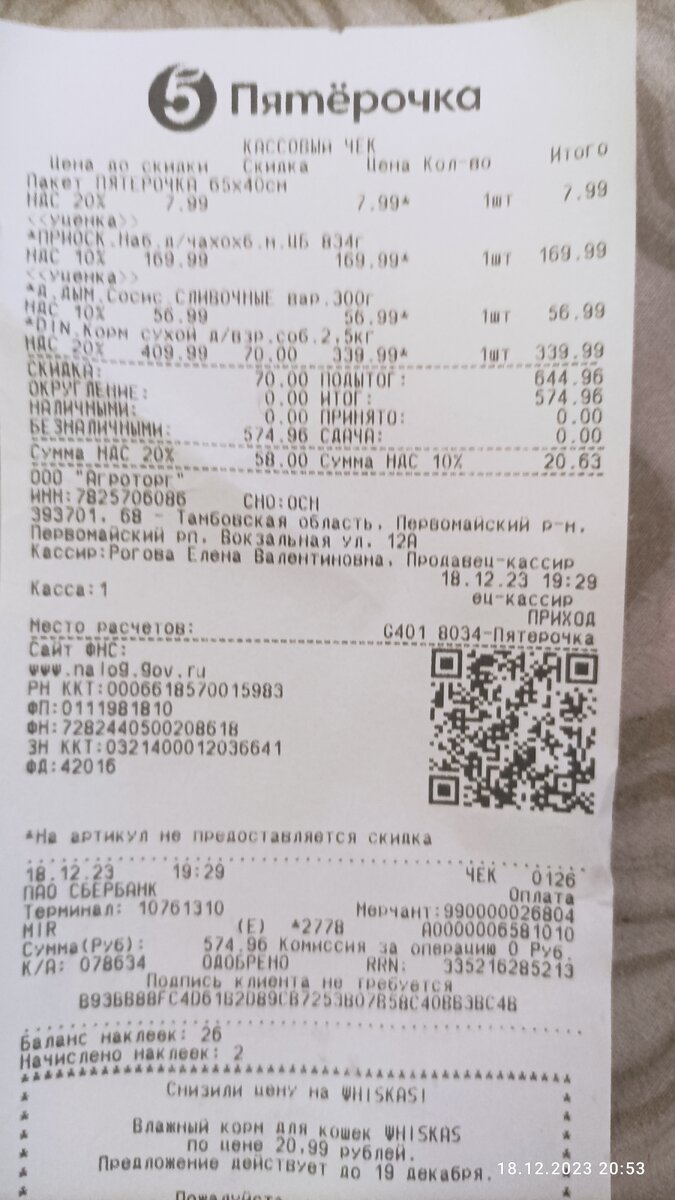 5 Пятёрочка
КАССОВЫЙ ЧЕК
Цена до скидки Скидка Цена Кол-во Итого
Пакет ПЯТЕРОЧКА 65х40см
НДС 20% 7.99 7.99* 1шт 7.99
<<уценка>>
*ПРИОСК.Наб.д/чахохб.м.ЦБ 834г
НДС 10% 169.99 169.99* 1шт 169.99
<<уценка>>
*Д.ДЫМ.Сосис.СЛИВОЧНЫЕ вар.300г
НДС 10% 56.99 56.99* 1шт 56.99
*DIN.Корм сухой д/взр.соб.2,5кг
НДС 20% 409.99 70.00 339.99* 1шт 339.99
СКИДКА: 70.00 ПОДЫТОГ: 644.96
ОКРУГЛЕНИЕ: 0.00 ИТОГ: 574.96
НАЛИЧНЫМИ: 0.00 ПРИНЯТО: 0.00
БЕЗНАЛИЧНЫМИ: 574.96 СДАЧА: 0.00
Сумма НДС 20% 58.00 Сумма НДС 10% 20.63
ООО "Агроторг"
ИНН:7825706086 СНО:ОСН
393701, 68 - Тамбовская область, Первомайский р-н,
Первомайский рп, Вокзальная ул. 12А
Кассир:Рогова Елена Валентиновна, Продавец-кассир
18.12.23 19:29
Касса:1 ец-кассир
ПРИХОД
Место расчетов: G401 8034-Пятерочка
Сайт ФНС:
www.nalog.gov.ru
РН ККТ:0006618570015983
ФП:0111981810
ФН:7282440500208618
ЗН ККТ:0321400012036641
ФД:42016
*На артикул не предоставляется скидка
18.12.23 19:29 ЧЕК 0126
ПАО СБЕРБАНК Оплата
Терминал: 10761310 Мерчант:990000026804
MIR (E) *2778 A0000006581010
Сумма(Руб): 574.96 Комиссия за операцию 0 Руб.
К/А: 078634 ОДОБРЕНО RRN: 335216285213
Подпись клиента не требуется
B93BB88FC4D61B2D89CB7253B07B58C40BB3BC4B
Баланс наклеек: 26
Начислено наклеек: 2
Снизили цену на WHISKAS!
Влажный корм для кошек WHISKAS
по цене 20,99 рублей.
Предложение действует до 19 декабря.
Пожалуйста
18.12.2023 20:53